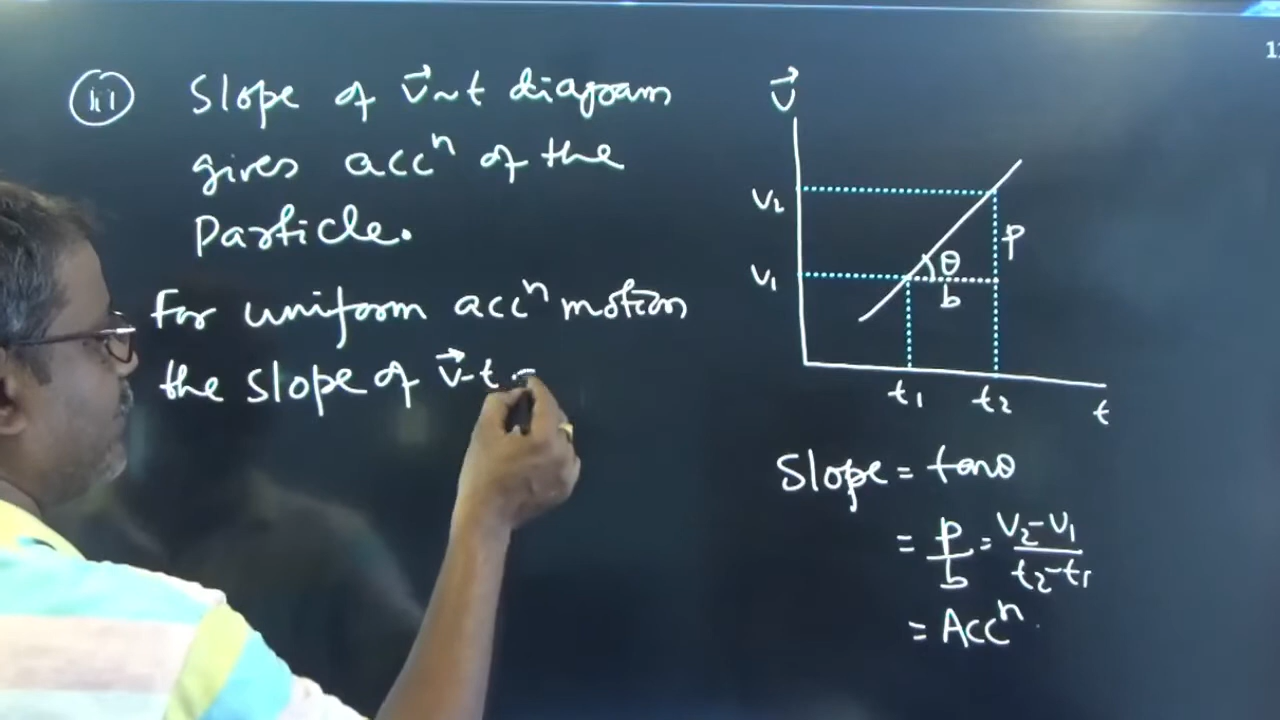 (iii) Slope of v⃗~t diagram
gives accⁿ of the
Particle.
For uniform accⁿ motion
the slope of v⃗-t
v⃗
v₂
v₁
θ
p
b
t₁ t₂ t
Slope = tanθ
= p/b = (v₂-v₁)/(t₂-t₁)
= Accⁿ.